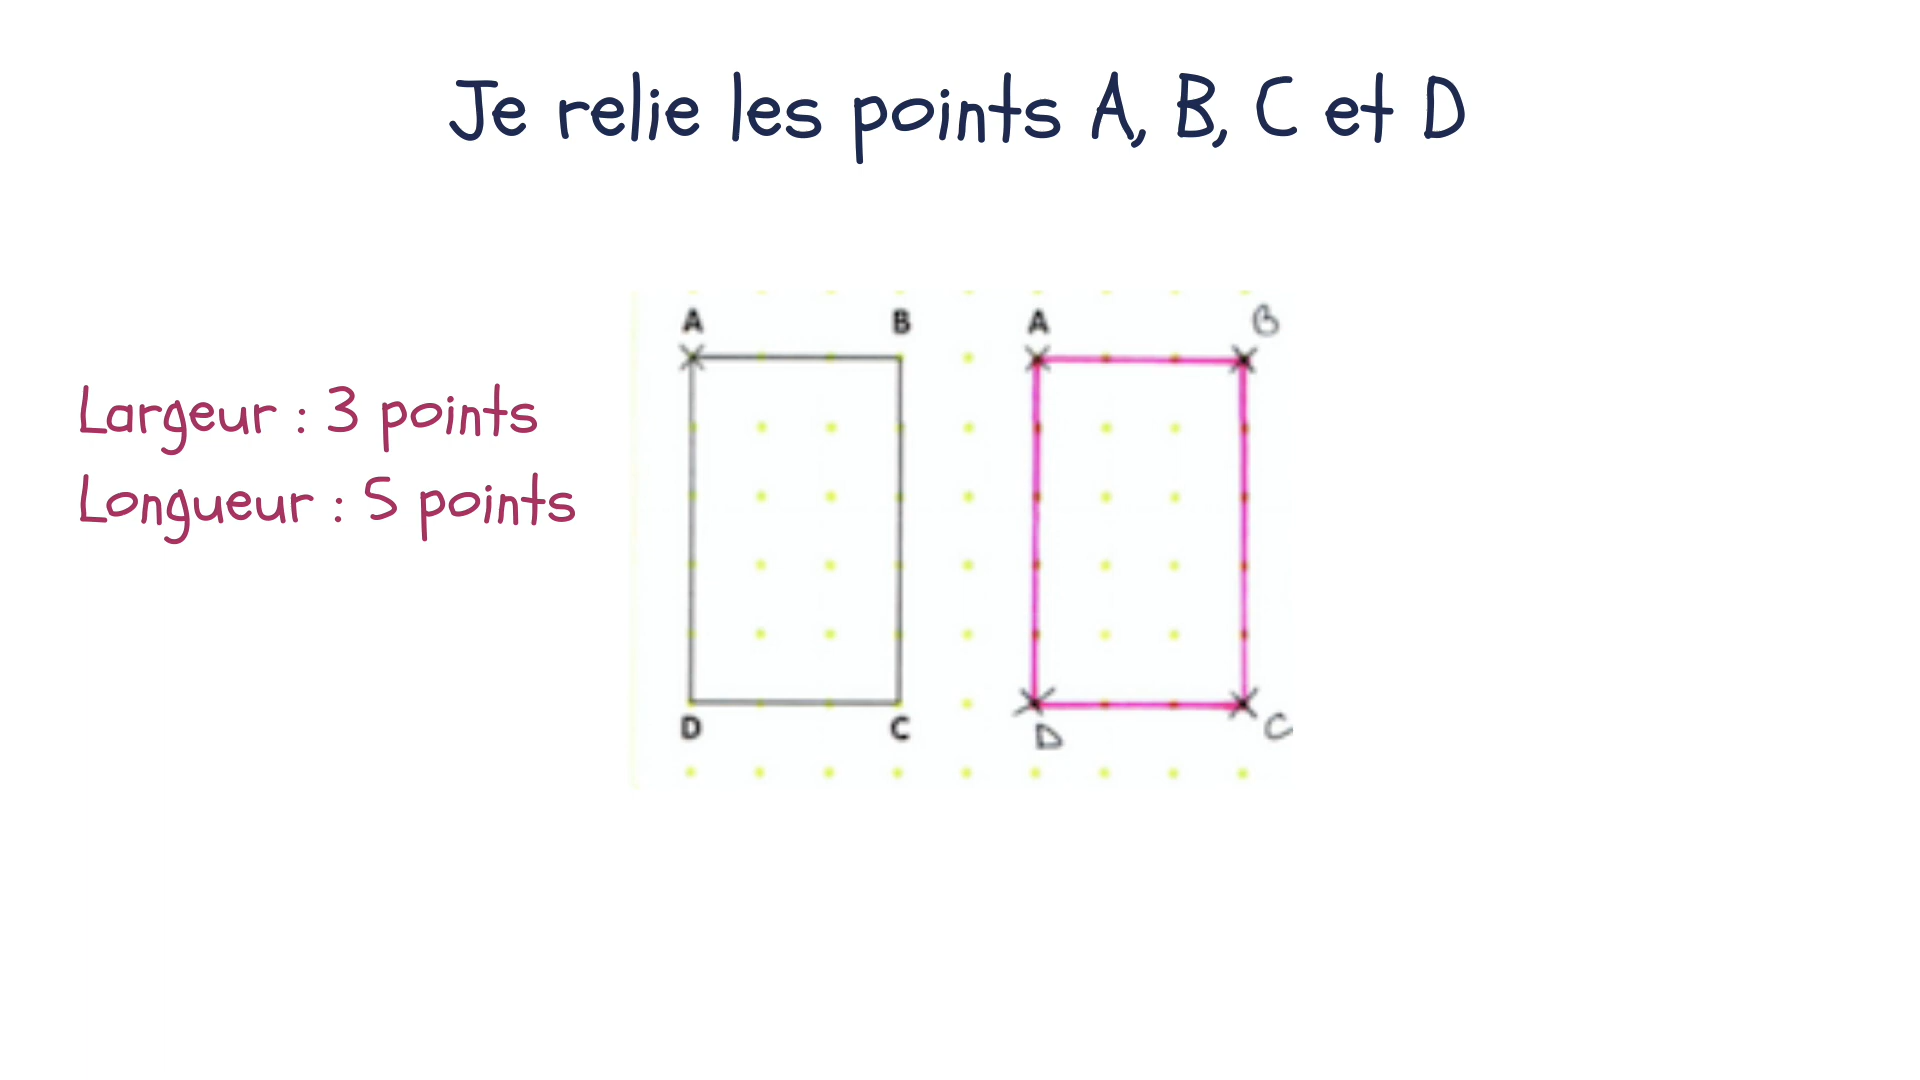 Je relie les points A, B, C et D
A B A B
Largeur : 3 points
Longueur : 5 points
D C D C